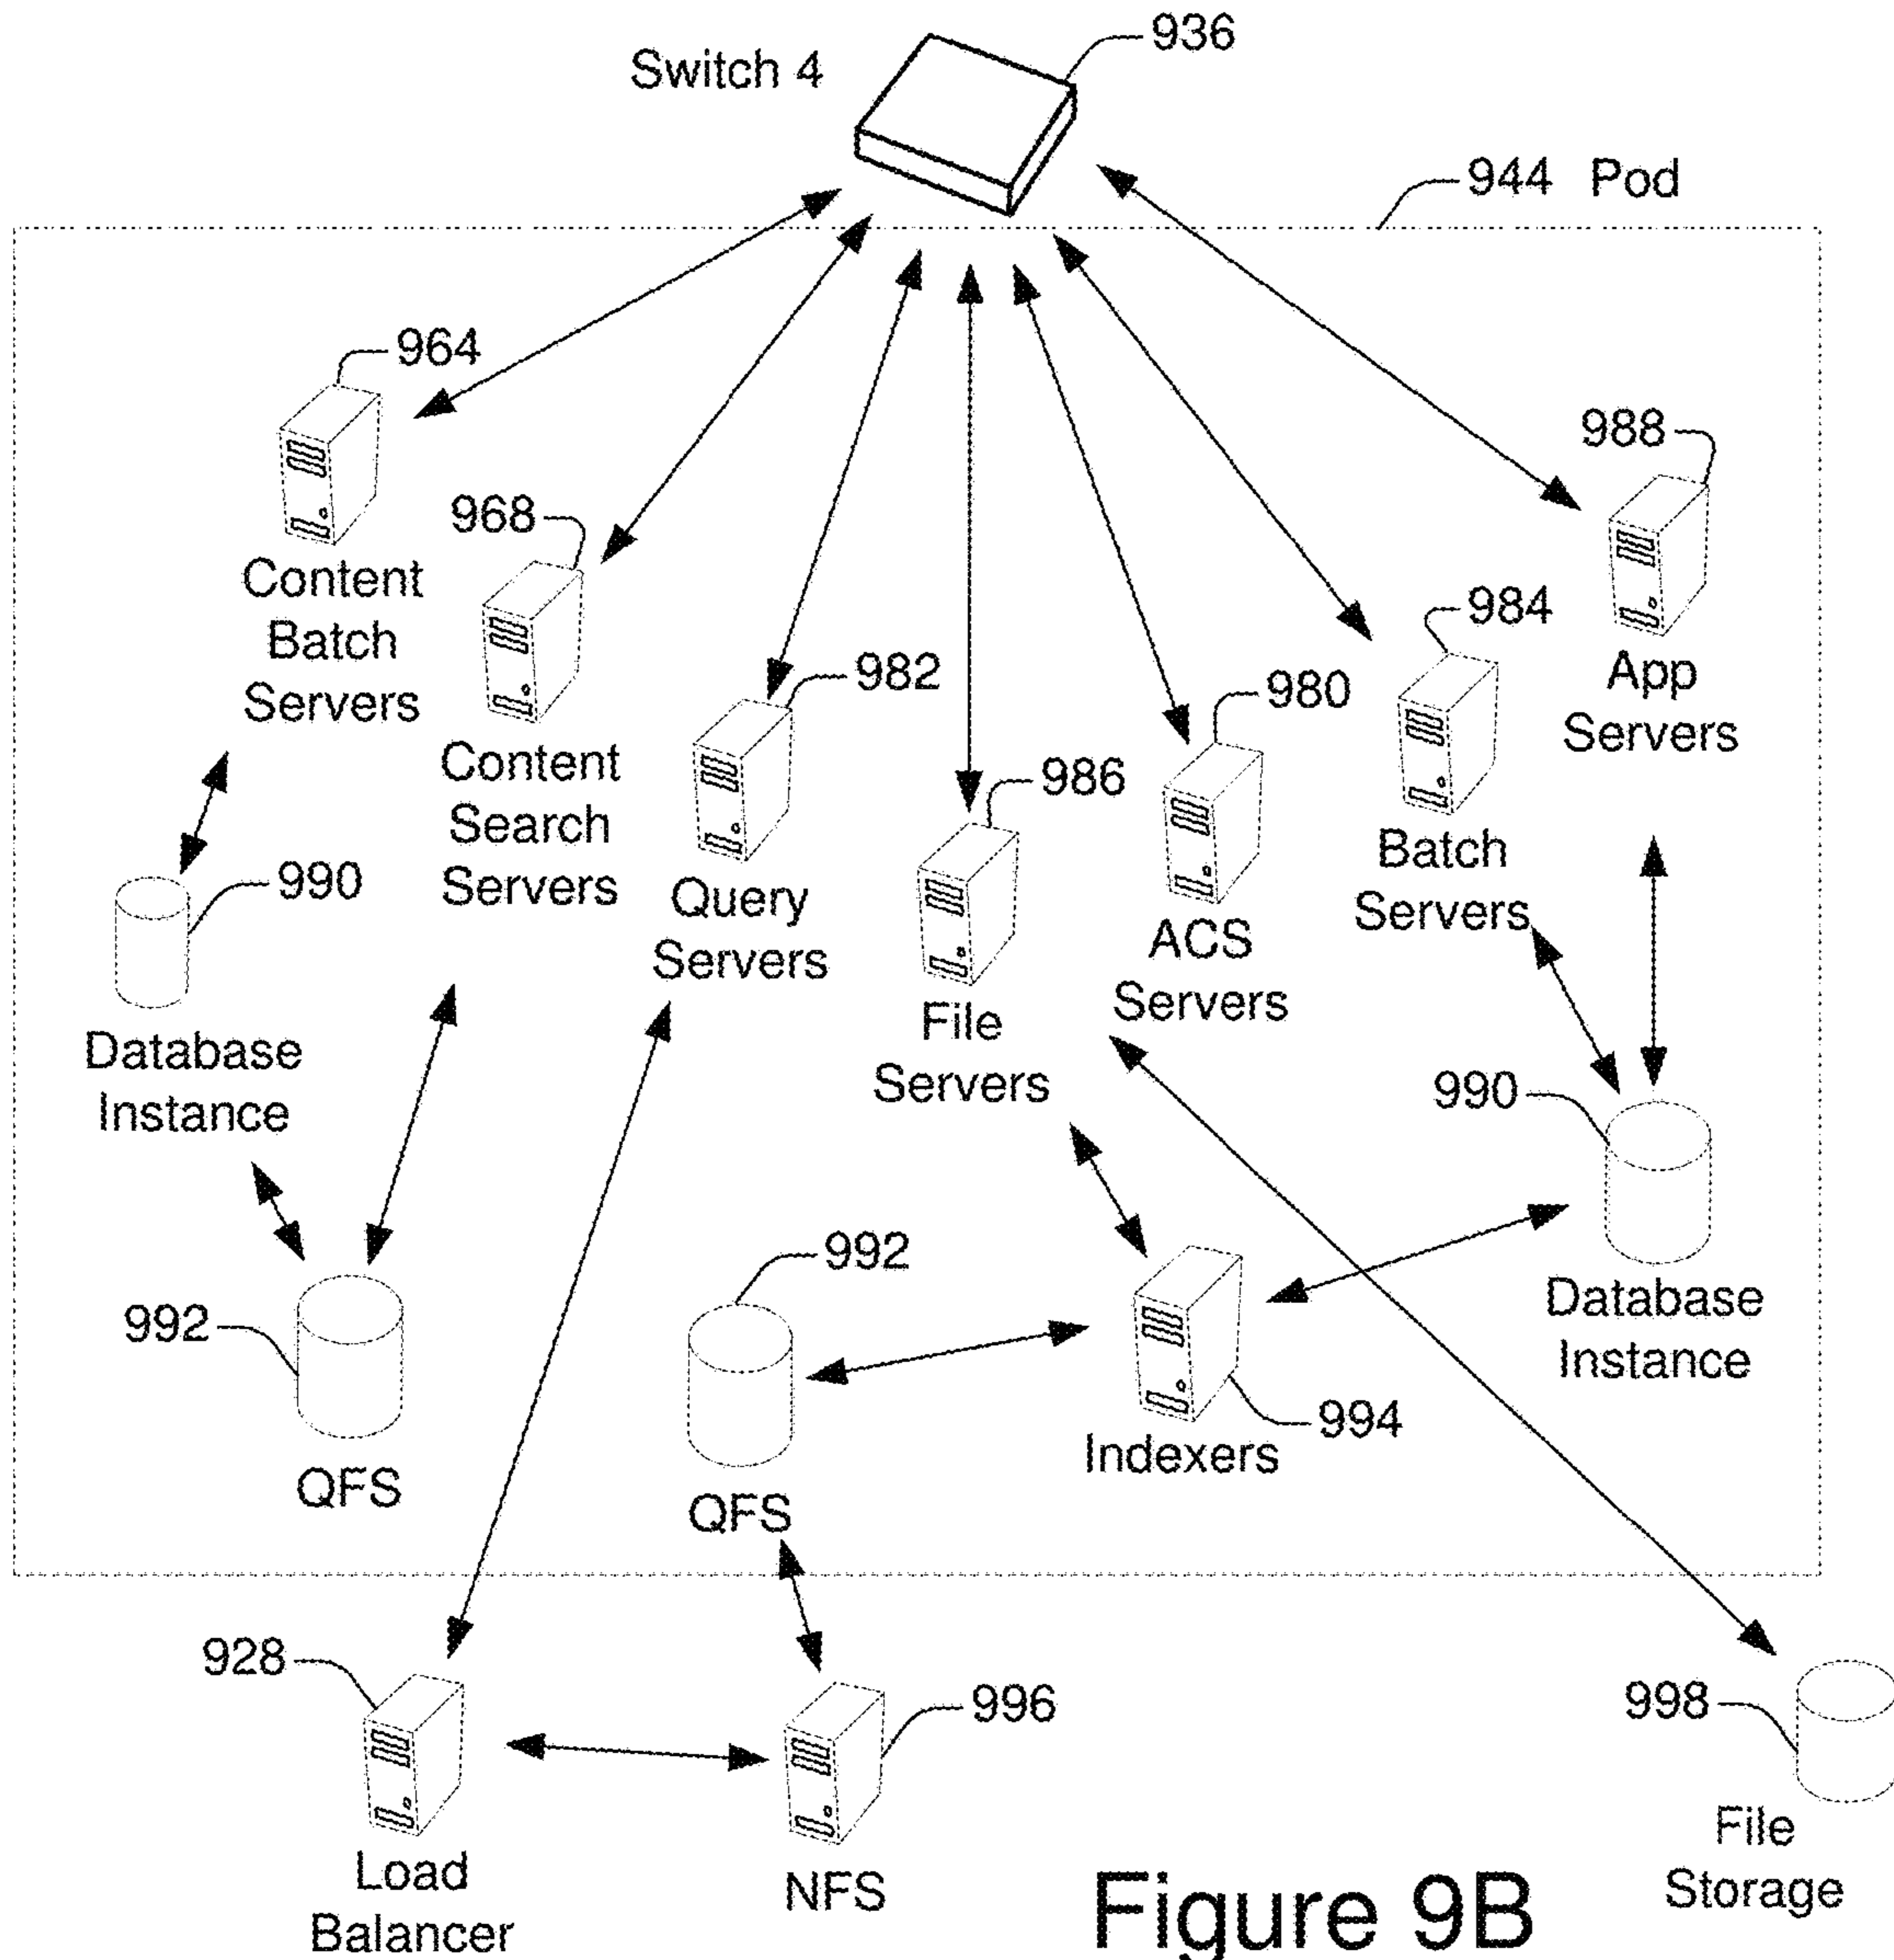 936
Switch 4
944 Pod
964
988
968
Content
Batch
Servers
984
982
980
App
Servers
Content
Search
Servers
986
990
Batch
Servers
Query
Servers
ACS
Servers
File
Servers
Database
Instance
990
992
992
Database
Instance
994
Indexers
QFS
QFS
928
996
998
File
Storage
Load
Balancer
NFS
Figure 9B